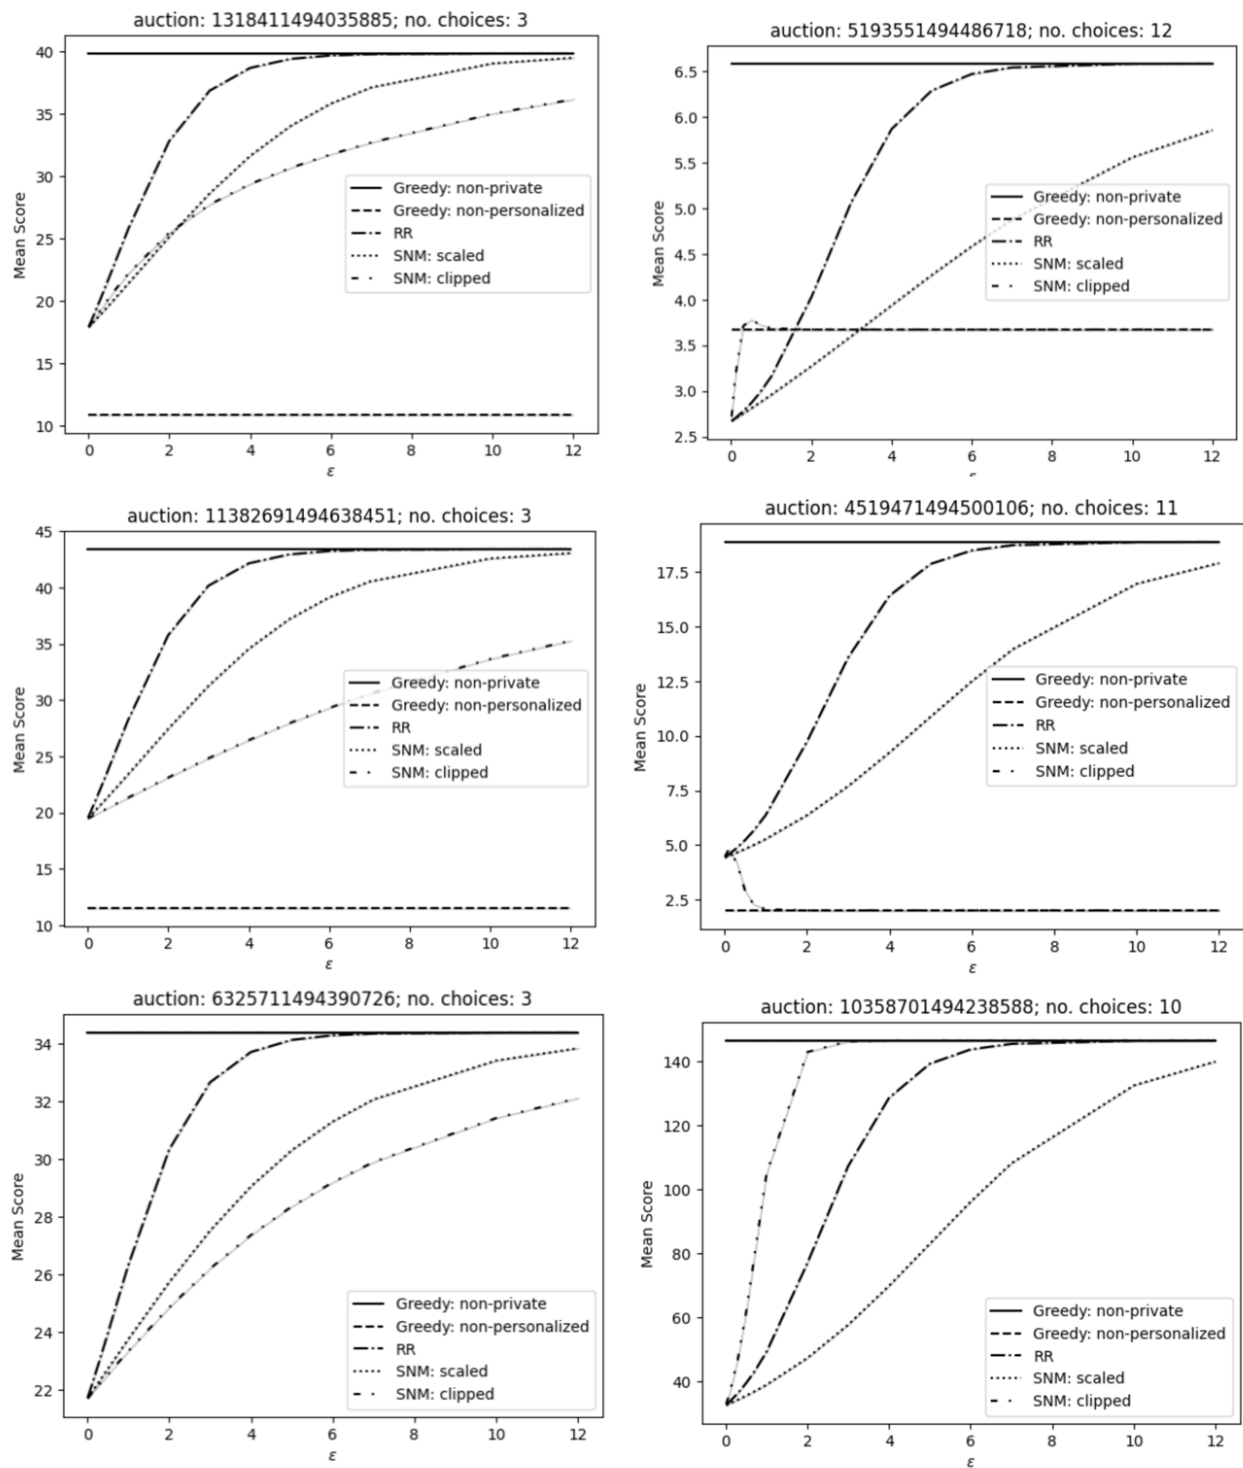 auction: 1318411494035885; no. choices: 3
40
35
30
25
20
15
10
Mean Score
Greedy: non-private
Greedy: non-personalized
RR
SNM: scaled
SNM: clipped
0 2 4 6 8 10 12
ε
auction: 5193551494486718; no. choices: 12
6.5
6.0
5.5
5.0
4.5
4.0
3.5
3.0
2.5
Mean Score
Greedy: non-private
Greedy: non-personalized
RR
SNM: scaled
SNM: clipped
0 2 4 6 8 10 12
auction: 11382691494638451; no. choices: 3
45
40
35
30
25
20
15
10
Mean Score
Greedy: non-private
Greedy: non-personalized
RR
SNM: scaled
SNM: clipped
0 2 4 6 8 10 12
ε
auction: 4519471494500106; no. choices: 11
17.5
15.0
12.5
10.0
7.5
5.0
2.5
Mean Score
Greedy: non-private
Greedy: non-personalized
RR
SNM: scaled
SNM: clipped
0 2 4 6 8 10 12
ε
auction: 6325711494390726; no. choices: 3
34
32
30
28
26
24
22
Mean Score
Greedy: non-private
Greedy: non-personalized
RR
SNM: scaled
SNM: clipped
0 2 4 6 8 10 12
ε
auction: 10358701494238588; no. choices: 10
140
120
100
80
60
40
Mean Score
Greedy: non-private
Greedy: non-personalized
RR
SNM: scaled
SNM: clipped
0 2 4 6 8 10 12
ε